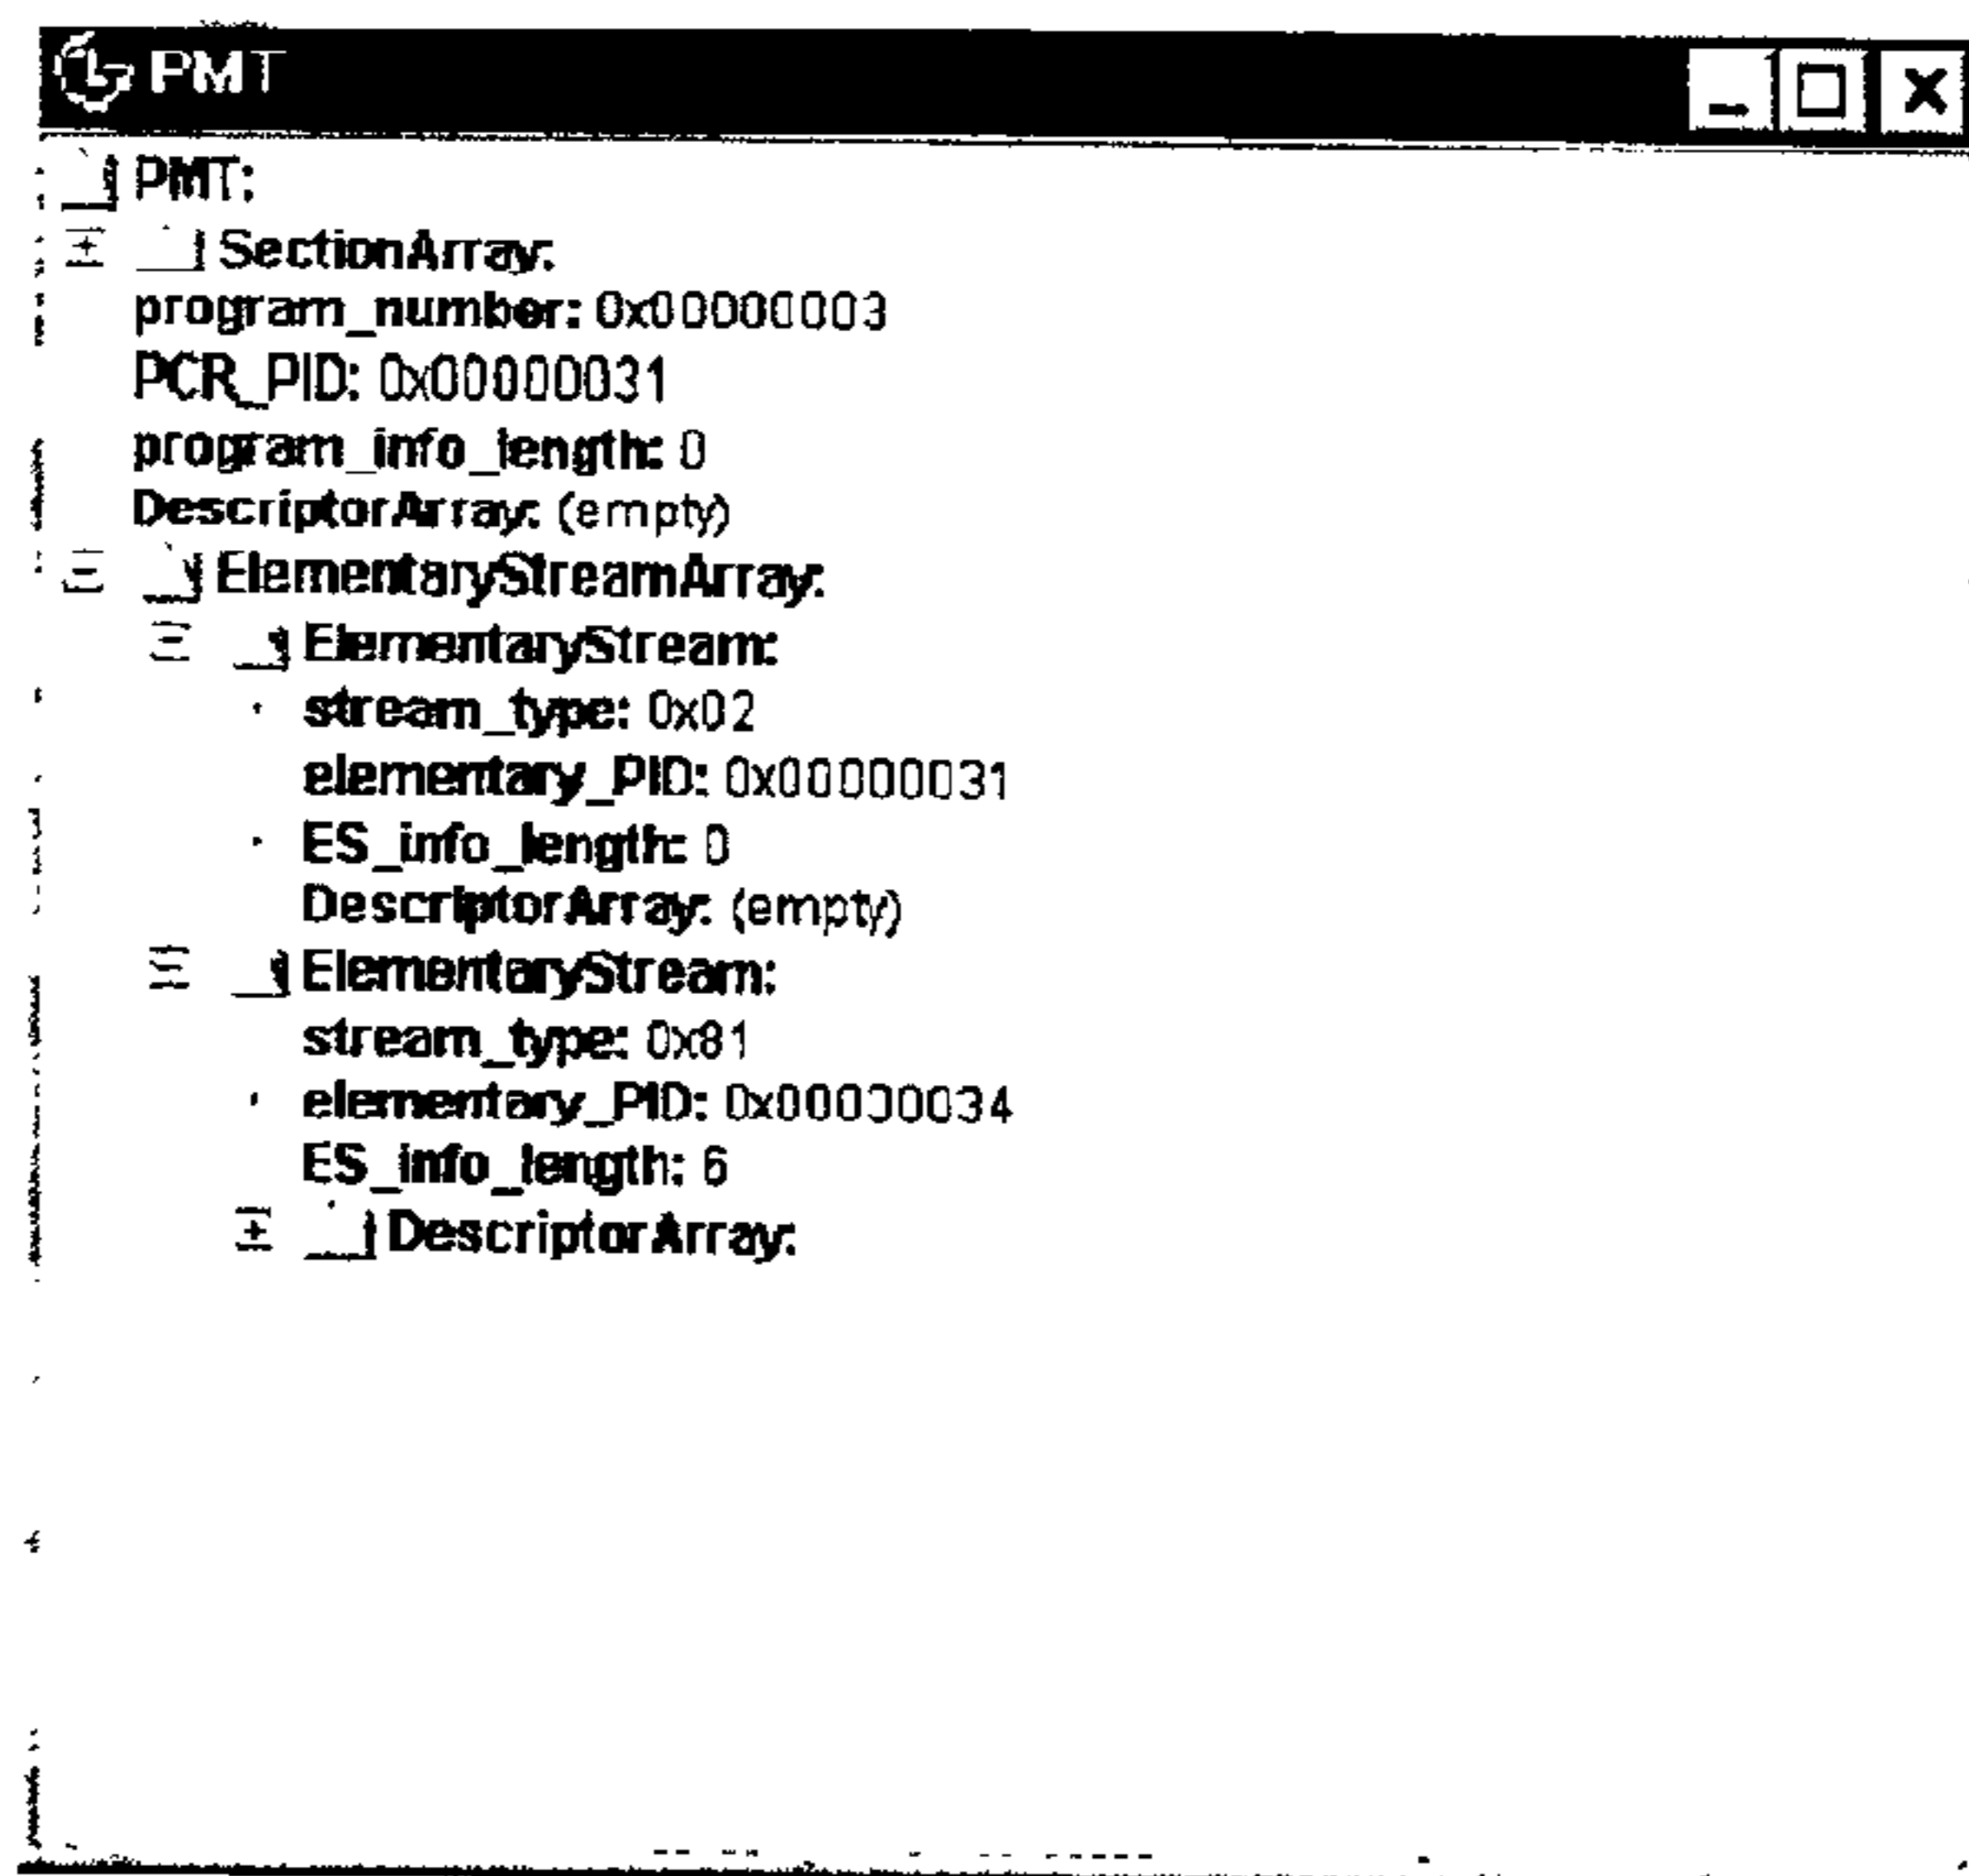 PMT
PMT:
SectionArray:
program_number: 0x00000003
PCR_PID: 0x00000031
program_info_length: 0
DescriptorArray: (empty)
ElementaryStreamArray:
ElementaryStream:
stream_type: 0x02
elementary_PID: 0x00000031
ES_info_length: 0
DescriptorArray: (empty)
ElementaryStream:
stream_type: 0x81
elementary_PID: 0x00000034
ES_info_length: 6
DescriptorArray: